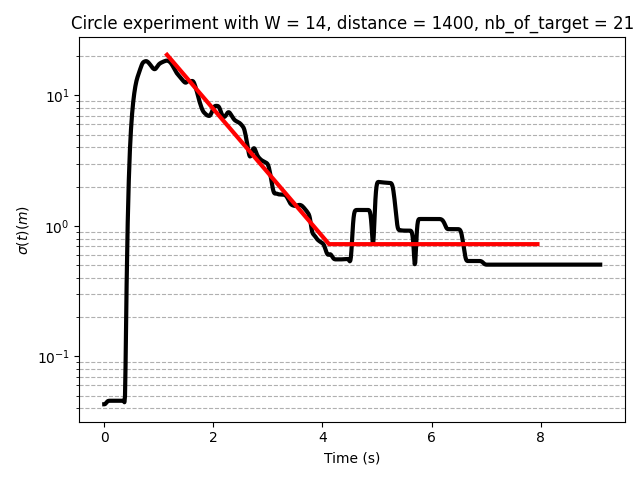 Circle experiment with W = 14, distance = 1400, nb_of_target = 21
σ(t)(m)
10¹
10⁰
10⁻¹
0 2 4 6 8
Time (s)